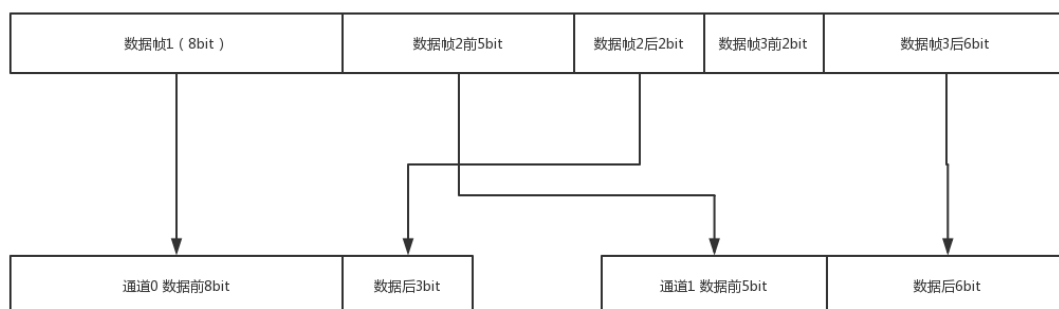 数据帧1（8bit）
数据帧2前5bit
数据帧2后2bit
数据帧3前2bit
数据帧3后6bit
通道0 数据前8bit
数据后3bit
通道1 数据前5bit
数据后6bit